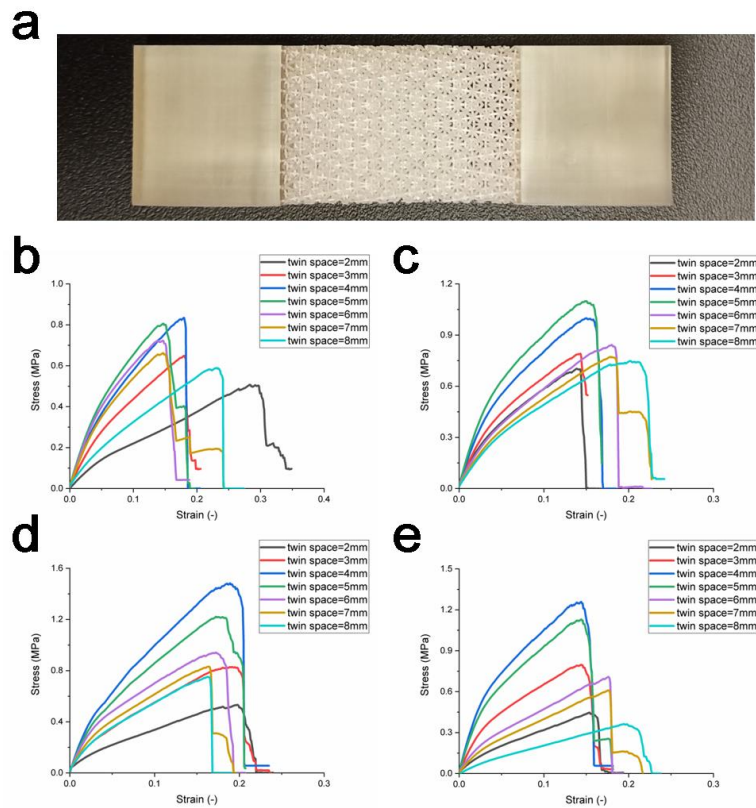 a
b
1.0
0.8
0.6
0.4
0.2
0.0
Stress (MPa)
0.0
0.1
0.2
0.3
0.4
Strain (-)
twin space=2mm
twin space=3mm
twin space=4mm
twin space=5mm
twin space=6mm
twin space=7mm
twin space=8mm
c
1.2
0.9
0.6
0.3
0.0
Stress (MPa)
0.0
0.1
0.2
0.3
Strain (-)
twin space=2mm
twin space=3mm
twin space=4mm
twin space=5mm
twin space=6mm
twin space=7mm
twin space=8mm
d
1.6
1.2
0.8
0.4
0.0
Stress (MPa)
0.0
0.1
0.2
0.3
Strain (-)
twin space=2mm
twin space=3mm
twin space=4mm
twin space=5mm
twin space=6mm
twin space=7mm
twin space=8mm
e
1.5
1.2
0.9
0.6
0.3
0.0
Stress (MPa)
0.0
0.1
0.2
0.3
Strain (-)
twin space=2mm
twin space=3mm
twin space=4mm
twin space=5mm
twin space=6mm
twin space=7mm
twin space=8mm